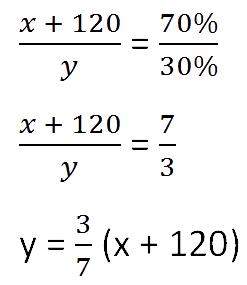 (x + 120)/y = 70%/30%
(x + 120)/y = 7/3
y = 3/7 (x + 120)